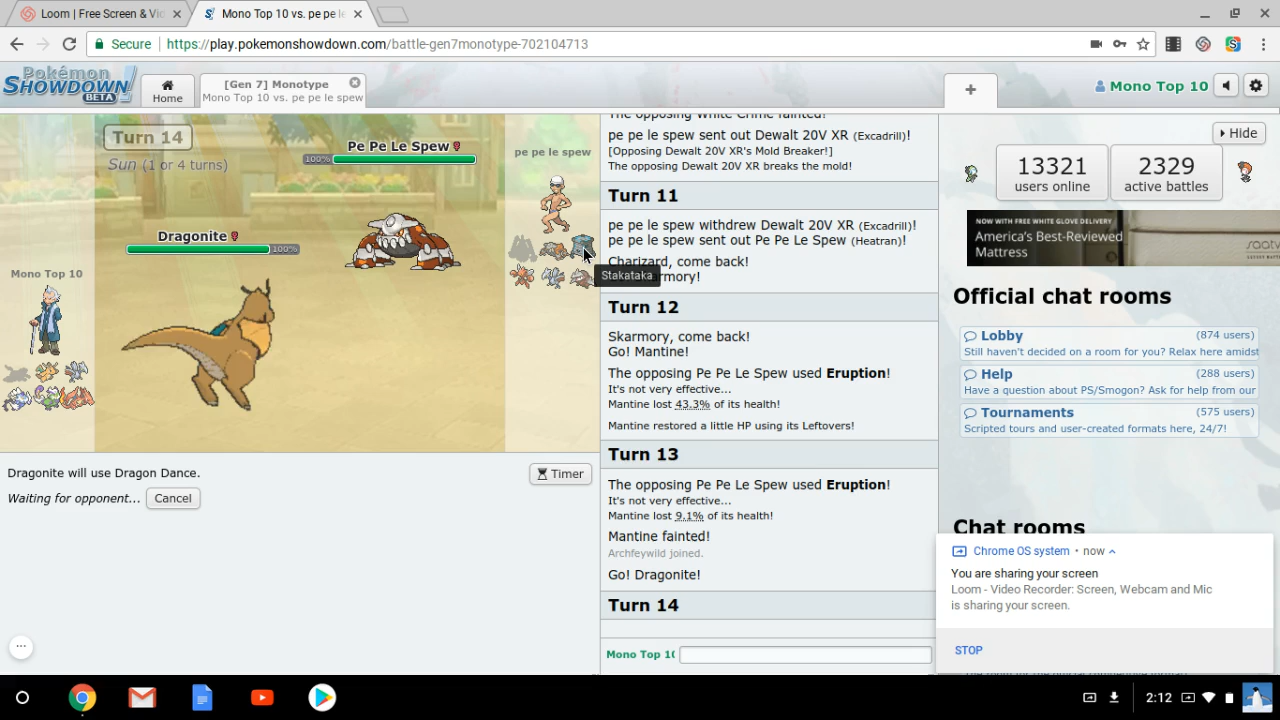 Loom | Free Screen & Vi
Mono Top 10 vs. pe pe le
Secure
https://play.pokemonshowdown.com/battle-gen7monotype-702104713
Pokémon
SHOWDOWN!
BETA
Home
[Gen 7] Monotype
Mono Top 10 vs. pe pe le spew
+
Mono Top 10
Turn 14
Sun (1 or 4 turns)
Pe Pe Le Spew
100%
Dragonite
100%
Mono Top 10
pe pe le spew
Stakataka
Dragonite will use Dragon Dance.
Waiting for opponent...
Cancel
Timer
The opposing White Crime fainted!
pe pe le spew sent out Dewalt 20V XR (Excadrill)!
[Opposing Dewalt 20V XR's Mold Breaker!]
The opposing Dewalt 20V XR breaks the mold!
Turn 11
pe pe le spew withdrew Dewalt 20V XR (Excadrill)!
pe pe le spew sent out Pe Pe Le Spew (Heatran)!
Charizard, come back!
armory!
Turn 12
Skarmory, come back!
Go! Mantine!
The opposing Pe Pe Le Spew used Eruption!
It's not very effective...
Mantine lost 43.3% of its health!
Mantine restored a little HP using its Leftovers!
Turn 13
The opposing Pe Pe Le Spew used Eruption!
It's not very effective...
Mantine lost 9.1% of its health!
Mantine fainted!
Archfeywild joined.
Go! Dragonite!
Turn 14
Mono Top 10
Hide
13321
users online
2329
active battles
NOW WITH FREE WHITE GLOVE DELIVERY
America's Best-Reviewed
Mattress
saatv
Official chat rooms
Lobby
(874 users)
Still haven't decided on a room for you? Relax here amidst
Help
(288 users)
Have a question about PS/Smogon? Ask for help from our
Tournaments
(575 users)
Scripted tours and user-created formats here, 24/7!
Chat rooms
Chrome OS system • now
You are sharing your screen
Loom - Video Recorder: Screen, Webcam and Mic
is sharing your screen.
STOP
2:12